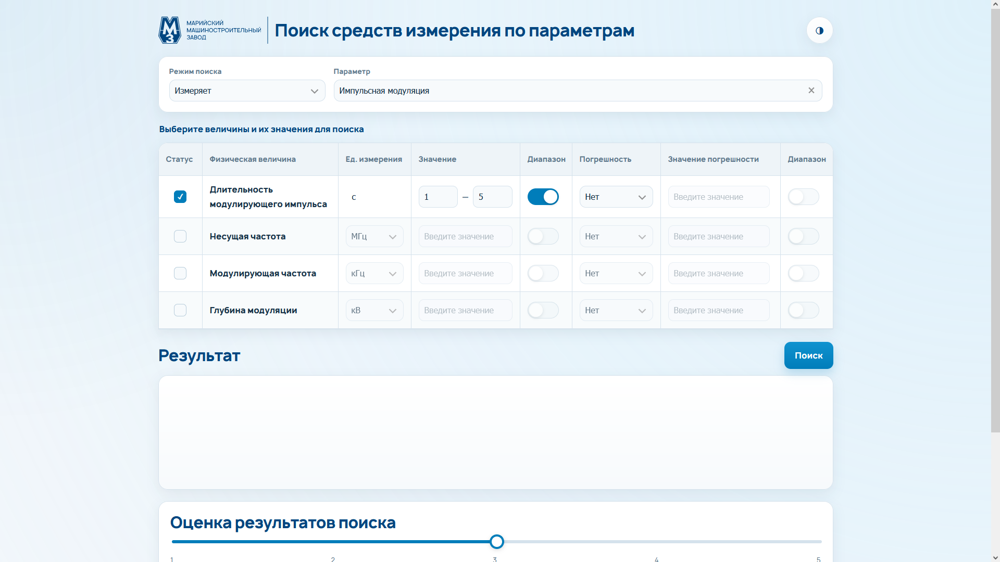 МАРИЙСКИЙ
МАШИНОСТРОИТЕЛЬНЫЙ
ЗАВОД
Поиск средств измерения по параметрам
Режим поиска
Параметр
Измеряет
Импульсная модуляция
Выберите величины и их значения для поиска
Статус Физическая величина Ед. измерения Значение Диапазон Погрешность Значение погрешности Диапазон
Длительность
модулирующего импульса
с 1 – 5 Нет Введите значение
Несущая частота МГц Введите значение Нет Введите значение
Модулирующая частота кГц Введите значение Нет Введите значение
Глубина модуляции кВ Введите значение Нет Введите значение
Результат
Поиск
Оценка результатов поиска
1 2 3 4 5